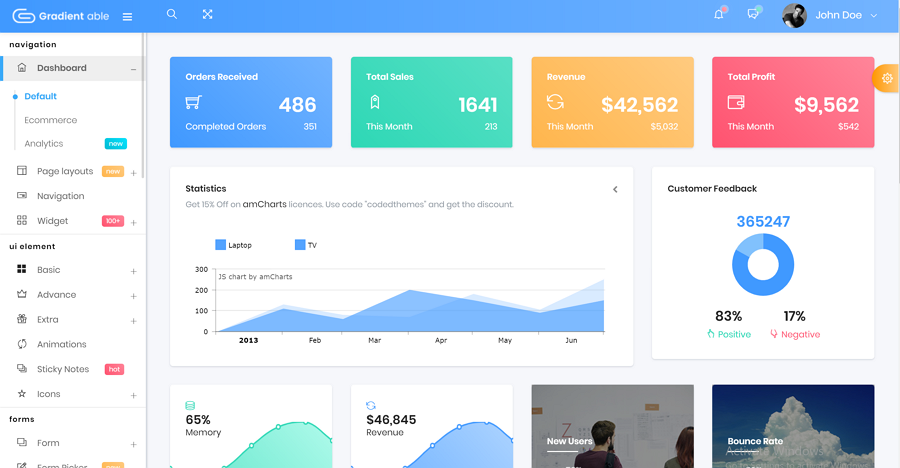 Gradient able
John Doe
navigation
Dashboard
Default
Ecommerce
Analytics new
Page layouts new
Navigation
Widget 100+
ui element
Basic
Advance
Extra
Animations
Sticky Notes hot
Icons
forms
Form
Form Picker
Orders Received
486
Completed Orders 351
Total Sales
1641
This Month 213
Revenue
$42,562
This Month $5,032
Total Profit
$9,562
This Month $542
Statistics
Get 15% Off on amCharts licences. Use code "codedthemes" and get the discount.
Laptop TV
JS chart by amCharts
300
200
100
0
2013 Feb Mar Apr May Jun
Customer Feedback
365247
83% 17%
Positive Negative
65%
Memory
$46,845
Revenue
New Users
Bounce Rate
Activate Windows